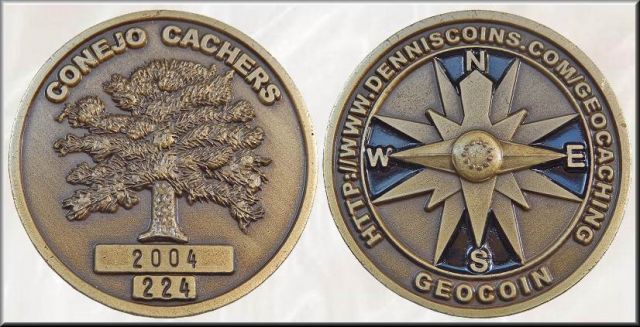 CONEJO CACHERS
2004
224
HTTP://WWW.DENNISCOINS.COM/GEOCACHING
N
W
E
S
GEOCOIN